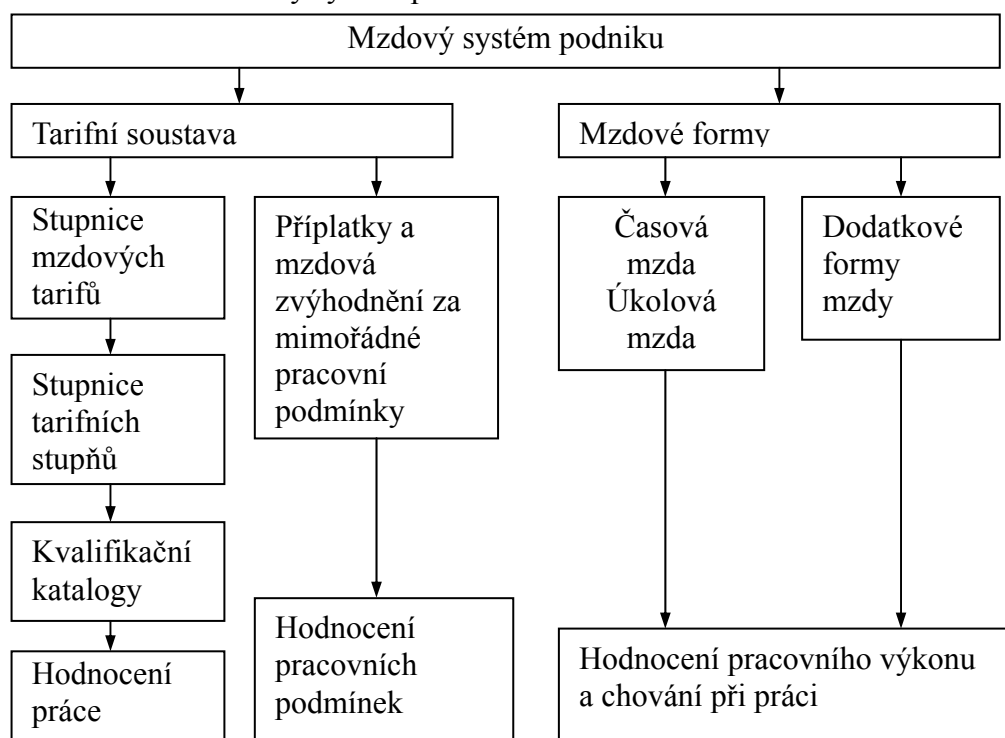 Mzdový systém podniku
Tarifní soustava
Mzdové formy
Stupnice
mzdových
tarifů
Příplatky a
mzdová
zvýhodnění za
mimořádné
pracovní
podmínky
Časová
mzda
Úkolová
mzda
Dodatkové
formy
mzdy
Stupnice
tarifních
stupňů
Kvalifikační
katalogy
Hodnocení
práce
Hodnocení
pracovních
podmínek
Hodnocení pracovního výkonu
a chování při práci